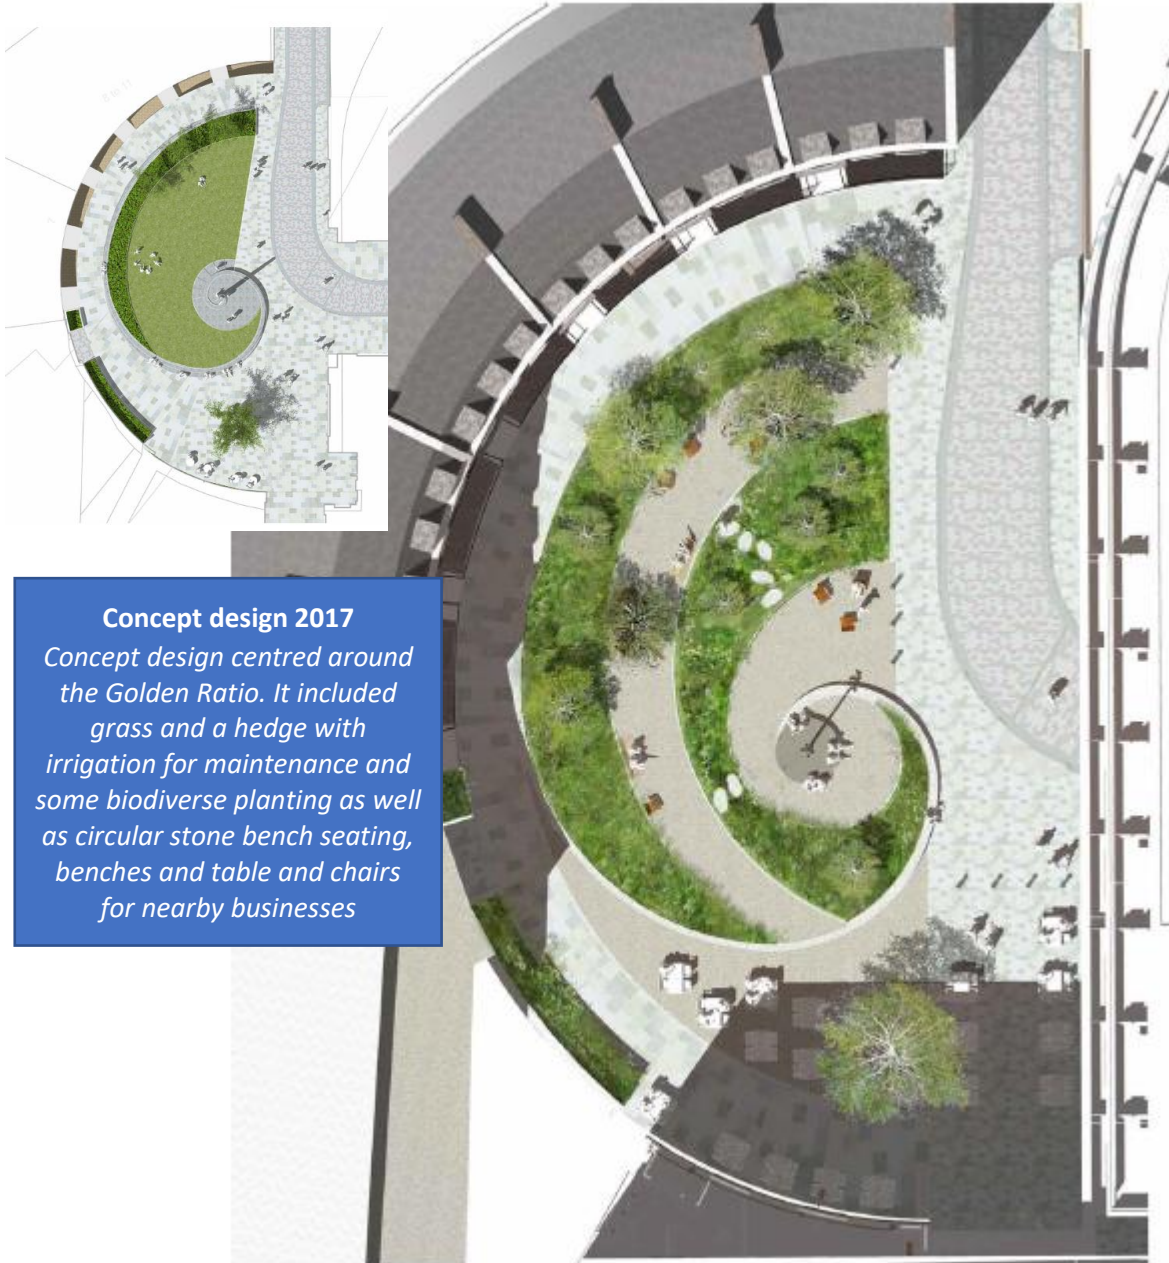 Concept design 2017
Concept design centred around
the Golden Ratio. It included
grass and a hedge with
irrigation for maintenance and
some biodiverse planting as well
as circular stone bench seating,
benches and table and chairs
for nearby businesses